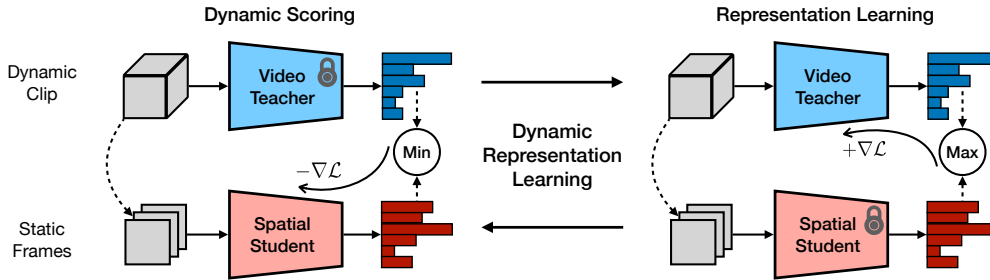 Dynamic Scoring
Representation Learning
Dynamic
Clip
Video
Teacher
Min
−∇ℒ
Static
Frames
Spatial
Student
Dynamic
Representation
Learning
Video
Teacher
Max
+∇ℒ
Spatial
Student